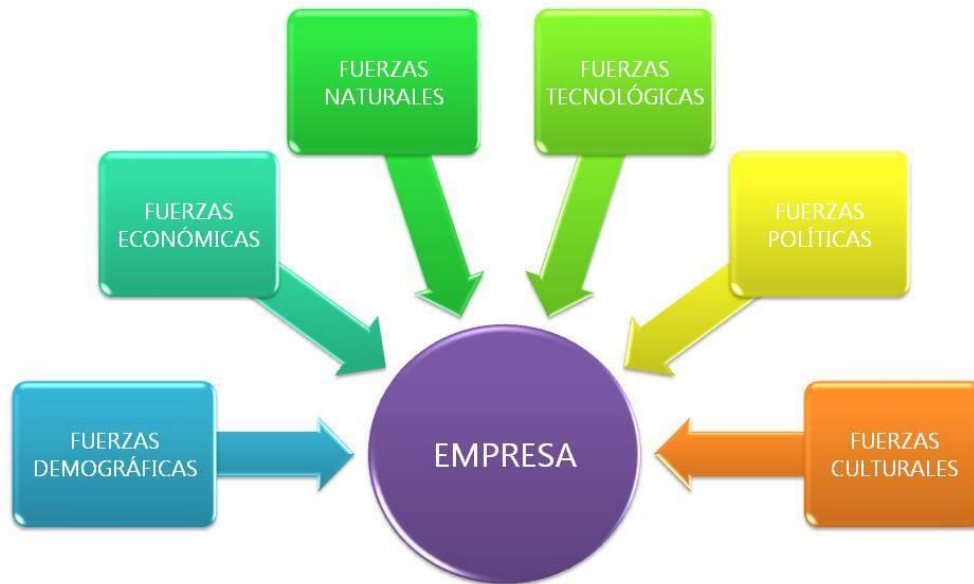 FUERZAS
NATURALES
FUERZAS
TECNOLÓGICAS
FUERZAS
ECONÓMICAS
FUERZAS
POLÍTICAS
FUERZAS
DEMOGRÁFICAS
EMPRESA
FUERZAS
CULTURALES